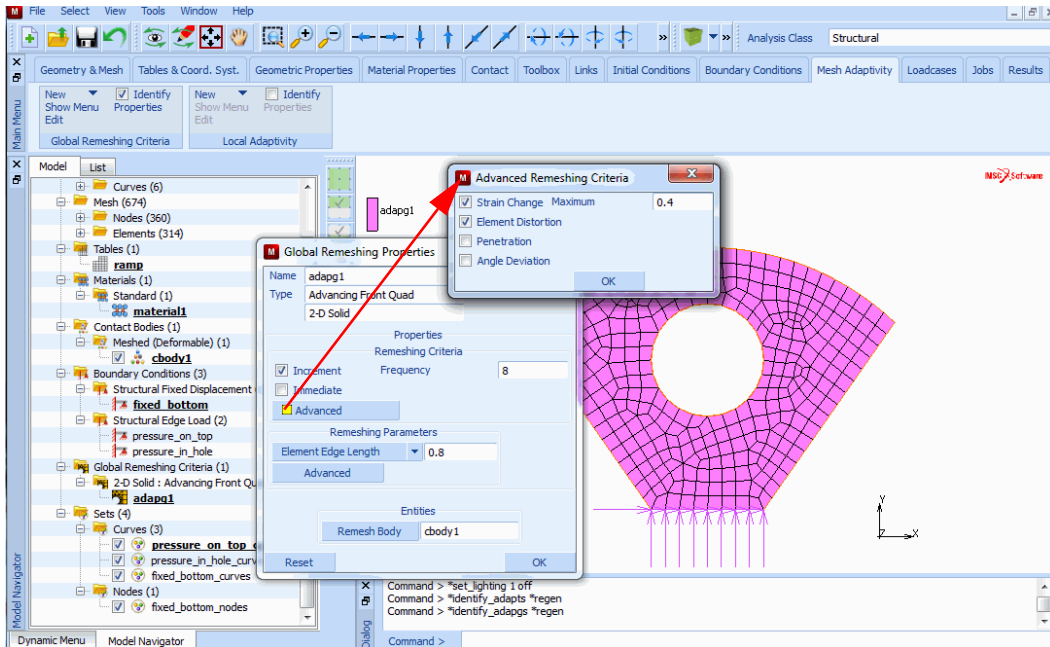 File Select View Tools Window Help
» » Analysis Class Structural
Geometry & Mesh Tables & Coord. Syst. Geometric Properties Material Properties Contact Toolbox Links Initial Conditions Boundary Conditions Mesh Adaptivity Loadcases Jobs Results
Main Menu
New Identify
Show Menu Properties
Edit
Global Remeshing Criteria
New Identify
Show Menu Properties
Edit
Local Adaptivity
Model List
Curves (6)
Mesh (674)
Nodes (360)
Elements (314)
Tables (1)
ramp
Materials (1)
Standard (1)
material1
Contact Bodies (1)
Meshed (Deformable) (1)
cbody1
Boundary Conditions (3)
Structural Fixed Displacement
fixed_bottom
Structural Edge Load (2)
pressure_on_top
pressure_in_hole
Global Remeshing Criteria (1)
2-D Solid : Advancing Front Qu
adapg1
Sets (4)
Curves (3)
pressure_on_top_c
pressure_in_hole_curv
fixed_bottom_curves
Nodes (1)
fixed_bottom_nodes
Model Navigator
Dynamic Menu Model Navigator
adapg1
MSC Software
Advanced Remeshing Criteria
Strain Change Maximum 0.4
Element Distortion
Penetration
Angle Deviation
OK
Global Remeshing Properties
Name adapg1
Type Advancing Front Quad
2-D Solid
Properties
Remeshing Criteria
Increment Frequency 8
Immediate
Advanced
Remeshing Parameters
Element Edge Length 0.8
Advanced
Entities
Remesh Body cbody1
Reset OK
Y
Z X
Dialog
Command > *set_lighting 1 off
Command > *identify_adapts *regen
Command > *identify_adapgs *regen
Command >